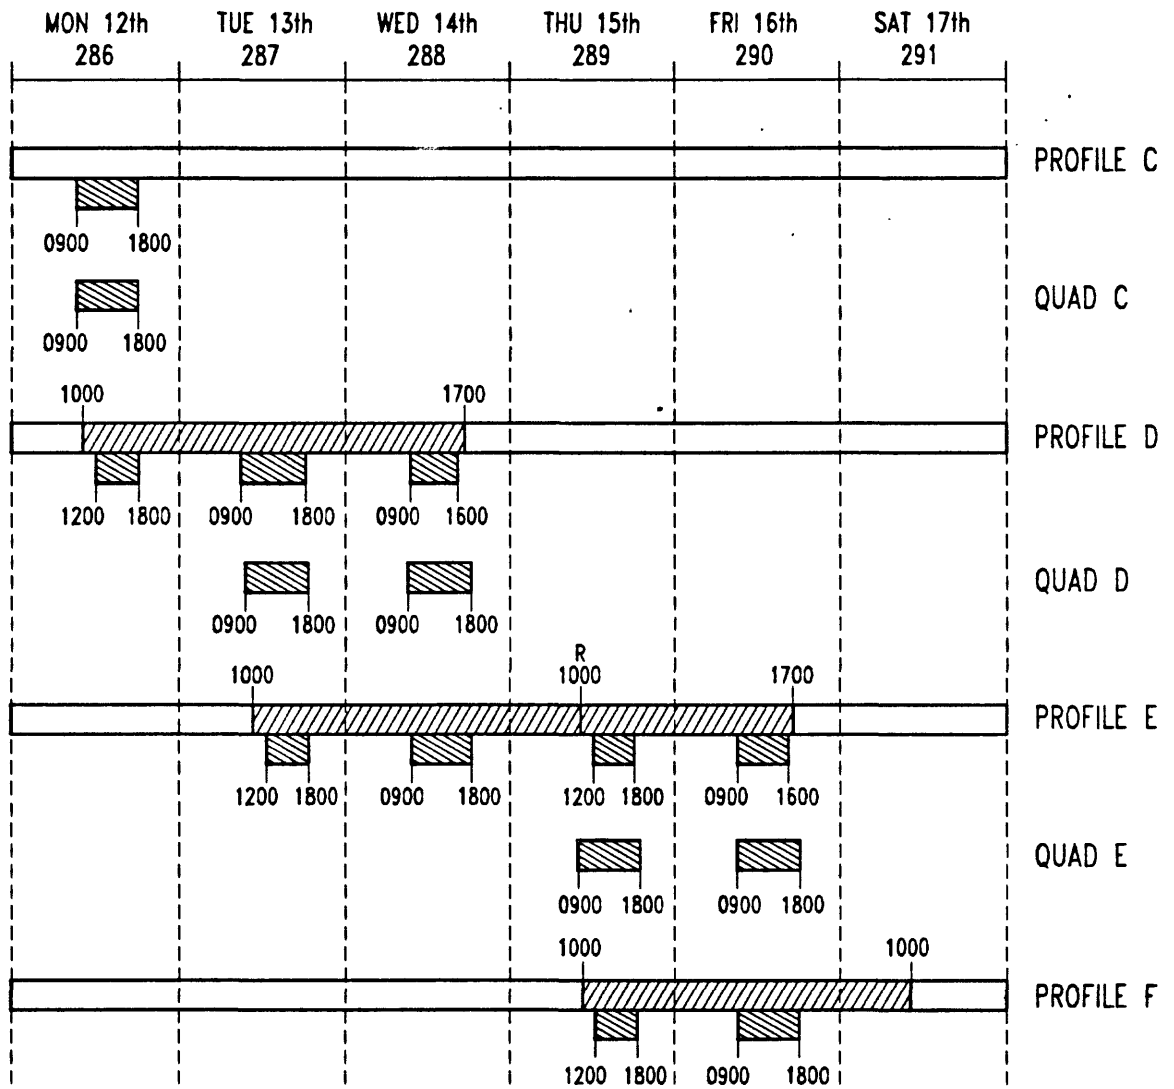 MON 12th TUE 13th WED 14th THU 15th FRI 16th SAT 17th
286 287 288 289 290 291
PROFILE C
0900 1800
QUAD C
0900 1800
1000 1700
PROFILE D
1200 1800 0900 1800 0900 1600
QUAD D
0900 1800 0900 1800
R
1000 1000 1700
PROFILE E
1200 1800 0900 1800 1200 1800 0900 1600
QUAD E
0900 1800 0900 1800
1000 1000
PROFILE F
1200 1800 0900 1800